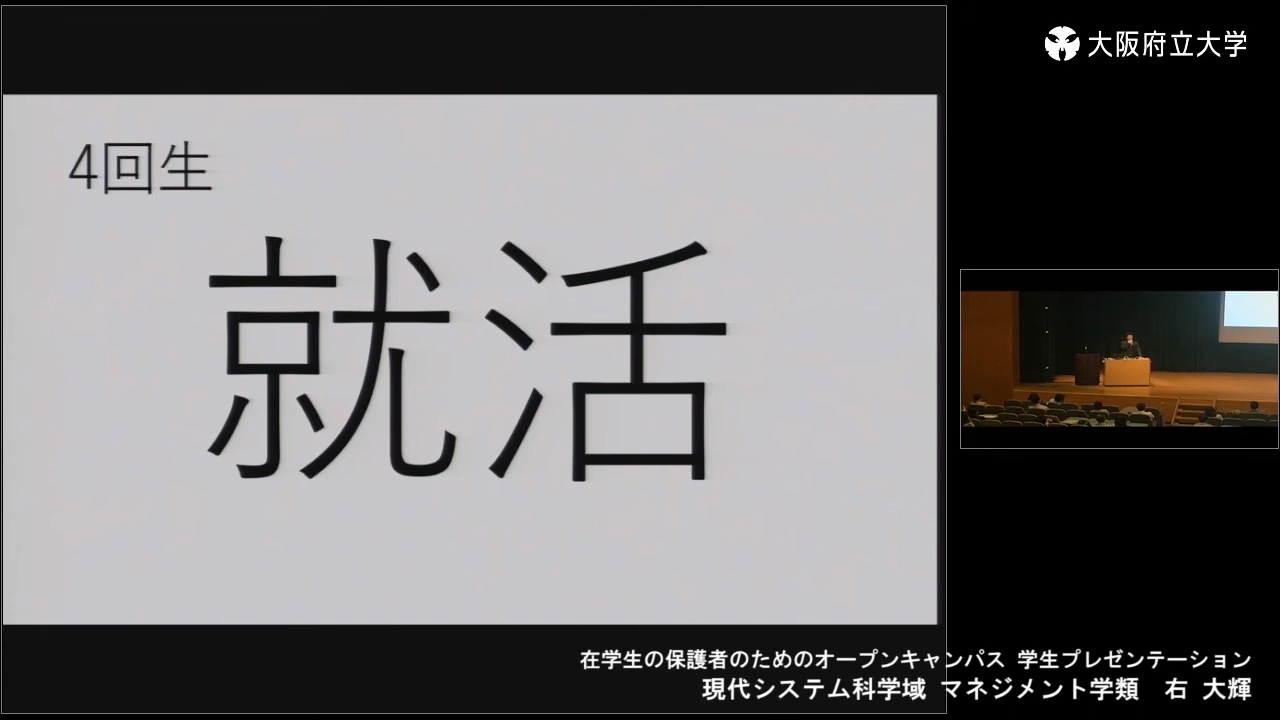 大阪府立大学
4回生
就活
在学生の保護者のためのオープンキャンパス 学生プレゼンテーション
現代システム科学域 マネジメント学類 右 大輝